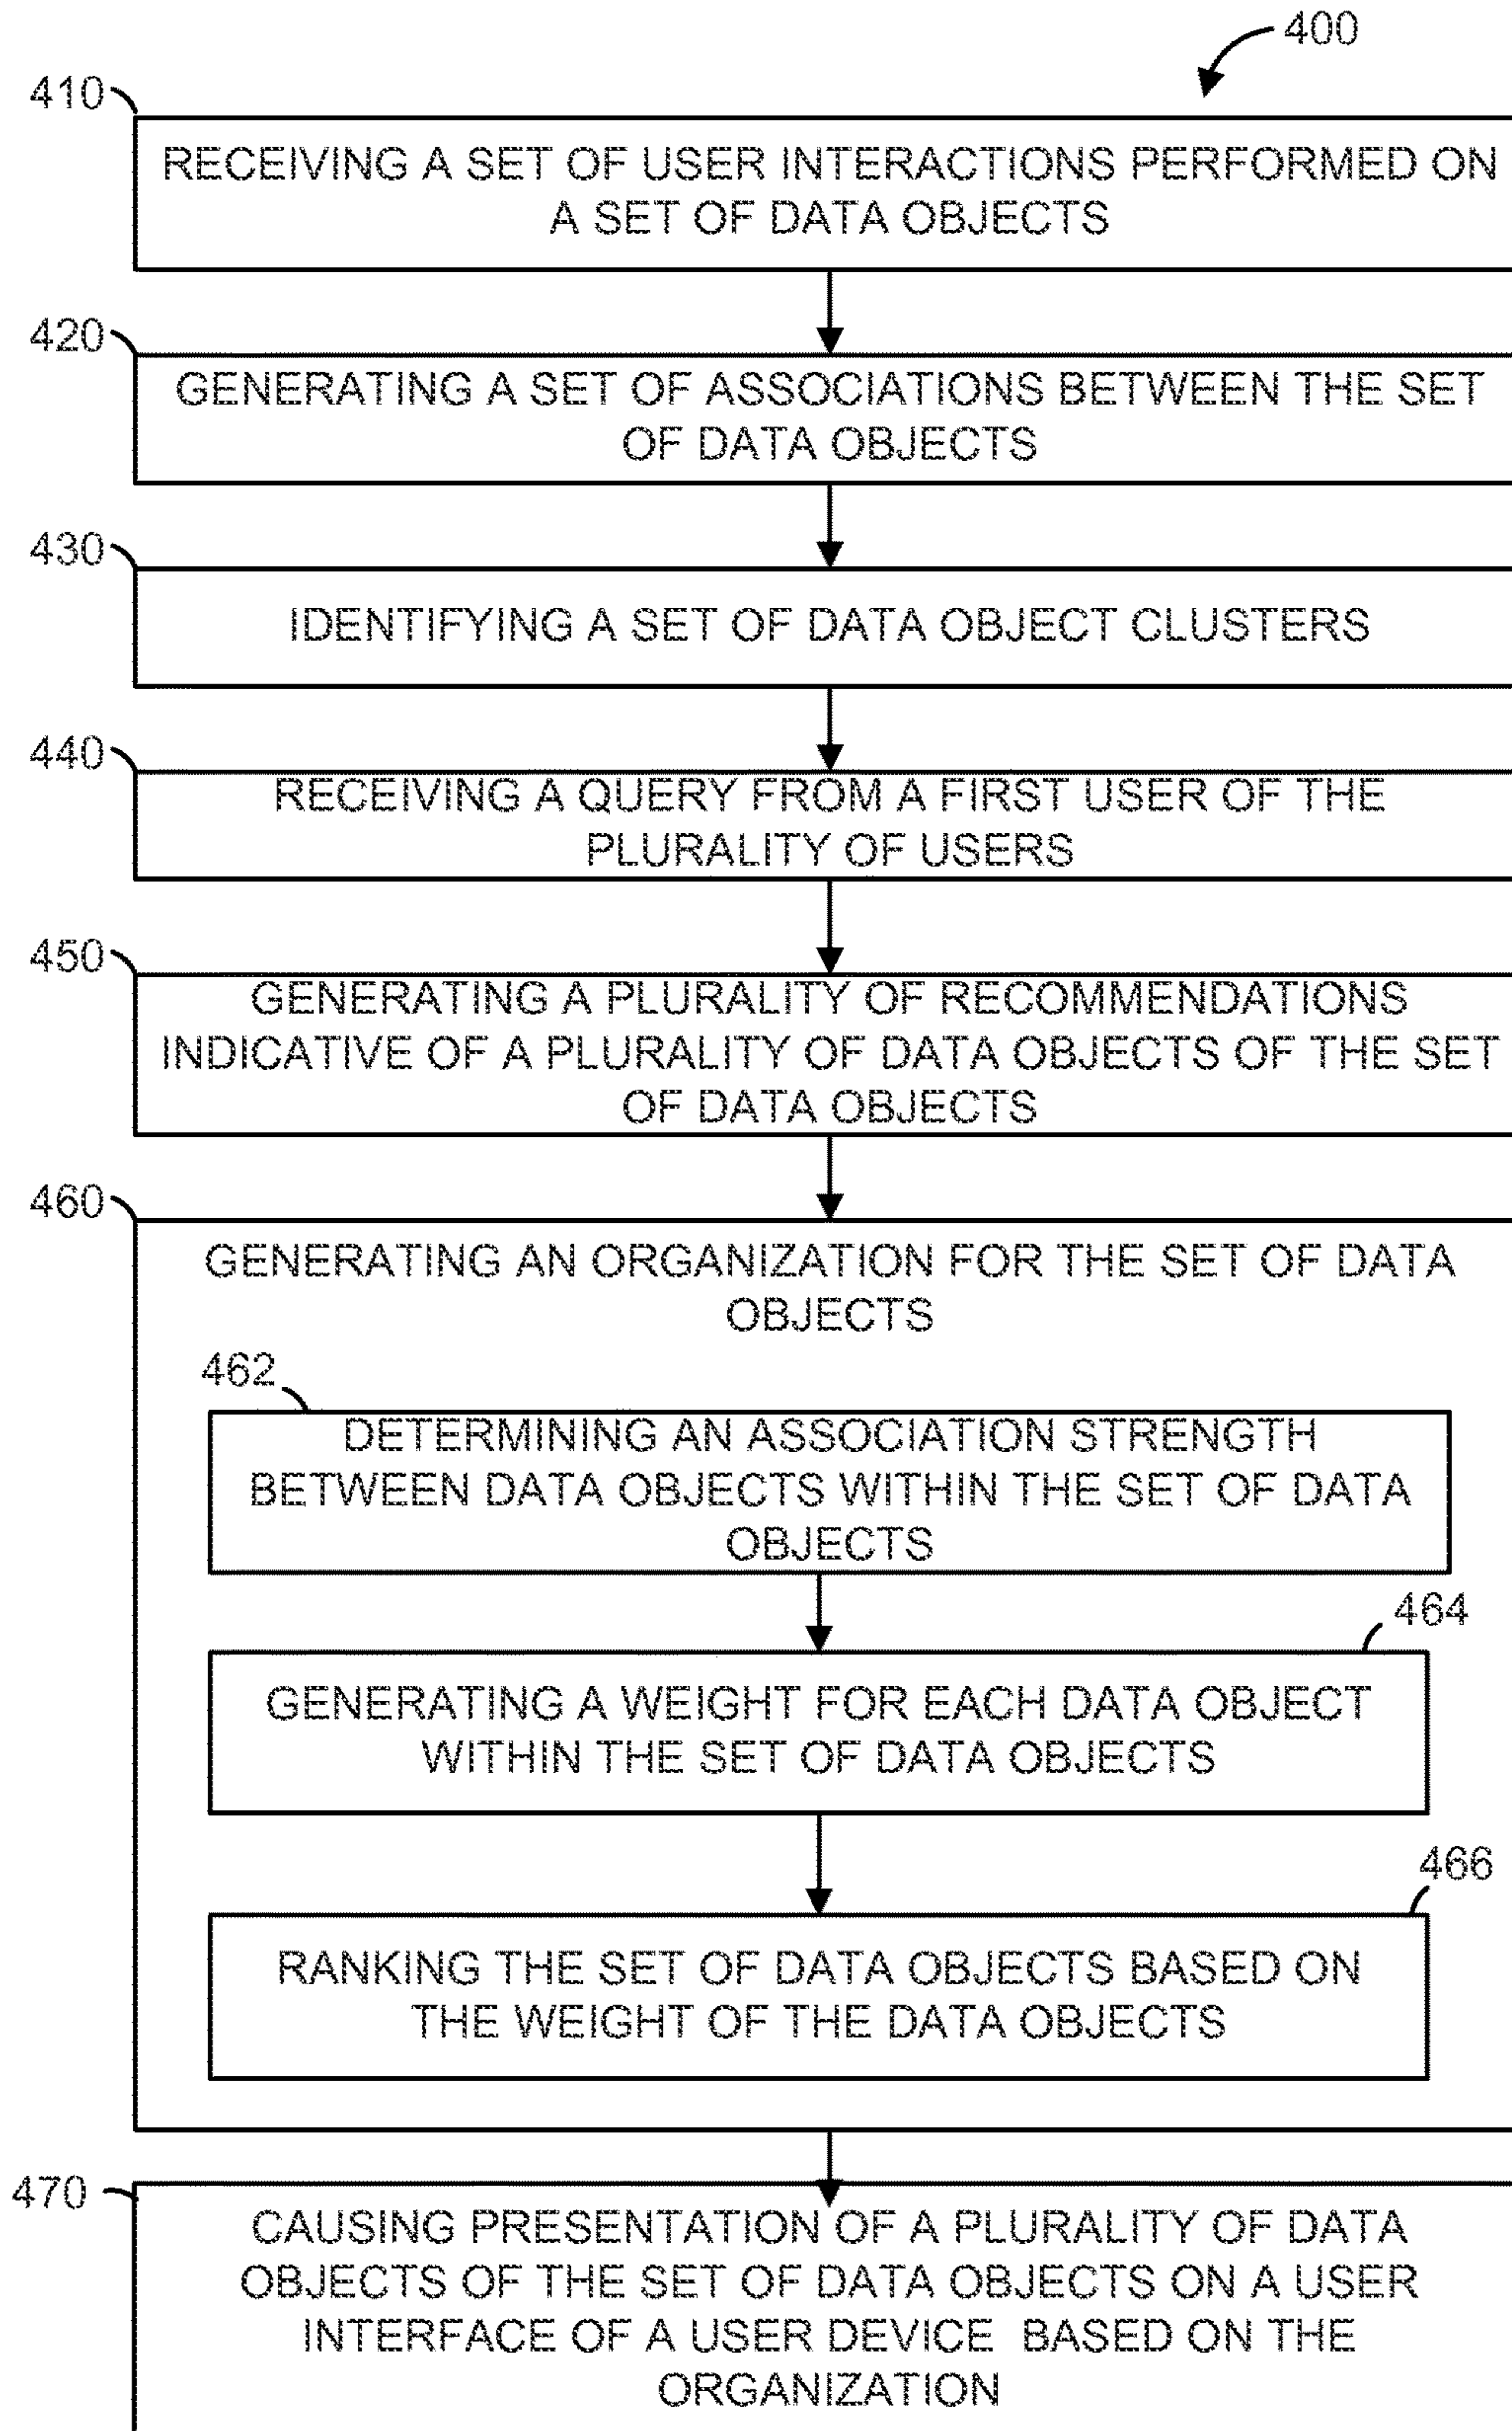 400
410
RECEIVING A SET OF USER INTERACTIONS PERFORMED ON
A SET OF DATA OBJECTS
420
GENERATING A SET OF ASSOCIATIONS BETWEEN THE SET
OF DATA OBJECTS
430
IDENTIFYING A SET OF DATA OBJECT CLUSTERS
440
RECEIVING A QUERY FROM A FIRST USER OF THE
PLURALITY OF USERS
450
GENERATING A PLURALITY OF RECOMMENDATIONS
INDICATIVE OF A PLURALITY OF DATA OBJECTS OF THE SET
OF DATA OBJECTS
460
GENERATING AN ORGANIZATION FOR THE SET OF DATA
OBJECTS
462
DETERMINING AN ASSOCIATION STRENGTH
BETWEEN DATA OBJECTS WITHIN THE SET OF DATA
OBJECTS
464
GENERATING A WEIGHT FOR EACH DATA OBJECT
WITHIN THE SET OF DATA OBJECTS
466
RANKING THE SET OF DATA OBJECTS BASED ON
THE WEIGHT OF THE DATA OBJECTS
470
CAUSING PRESENTATION OF A PLURALITY OF DATA
OBJECTS OF THE SET OF DATA OBJECTS ON A USER
INTERFACE OF A USER DEVICE BASED ON THE
ORGANIZATION